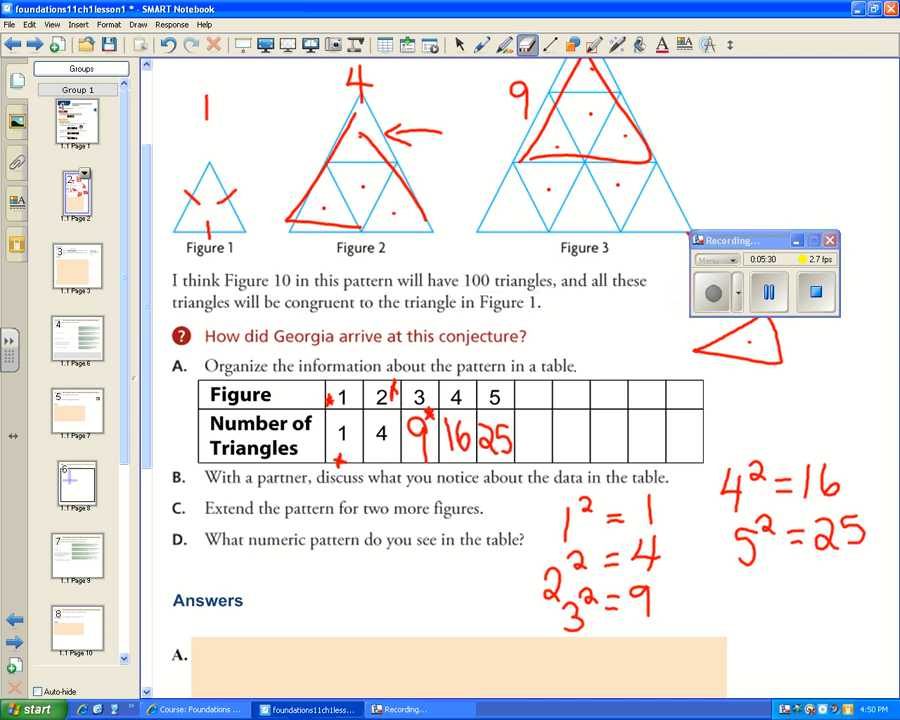 foundations11ch1lesson1 * - SMART Notebook
File Edit View Insert Format Tools Draw Response Help
Groups
Group 1
1.1 Page 1
2
1.1 Page 2
3
1.1 Page 3
4
1.1 Page 4
5
1.1 Page 5
6
1.1 Page 8
7
1.1 Page 9
8
1.1 Page 10
Auto-hide
1
4
9
Figure 1
Figure 2
Figure 3
Recording...
Menu
0:05:30
2.7 fps
I think Figure 10 in this pattern will have 100 triangles, and all these
triangles will be congruent to the triangle in Figure 1.
? How did Georgia arrive at this conjecture?
A. Organize the information about the pattern in a table.
Figure 1 2 3 4 5
Number of
Triangles 1 4 9 16 25
B. With a partner, discuss what you notice about the data in the table.
C. Extend the pattern for two more figures.
D. What numeric pattern do you see in the table?
1² = 1
2² = 4
3² = 9
4² = 16
5² = 25
Answers
A.
start
Course: Foundations ...
foundations11ch1less...
Recording...
4:50 PM